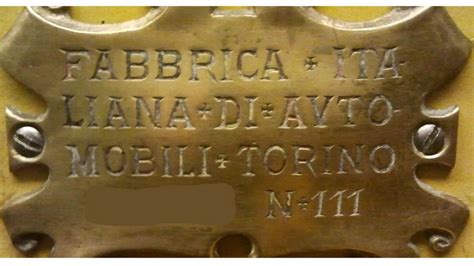 FABBRICA + ITA
LIANA + DI + AVTO
MOBILI + TORINO
N + 111